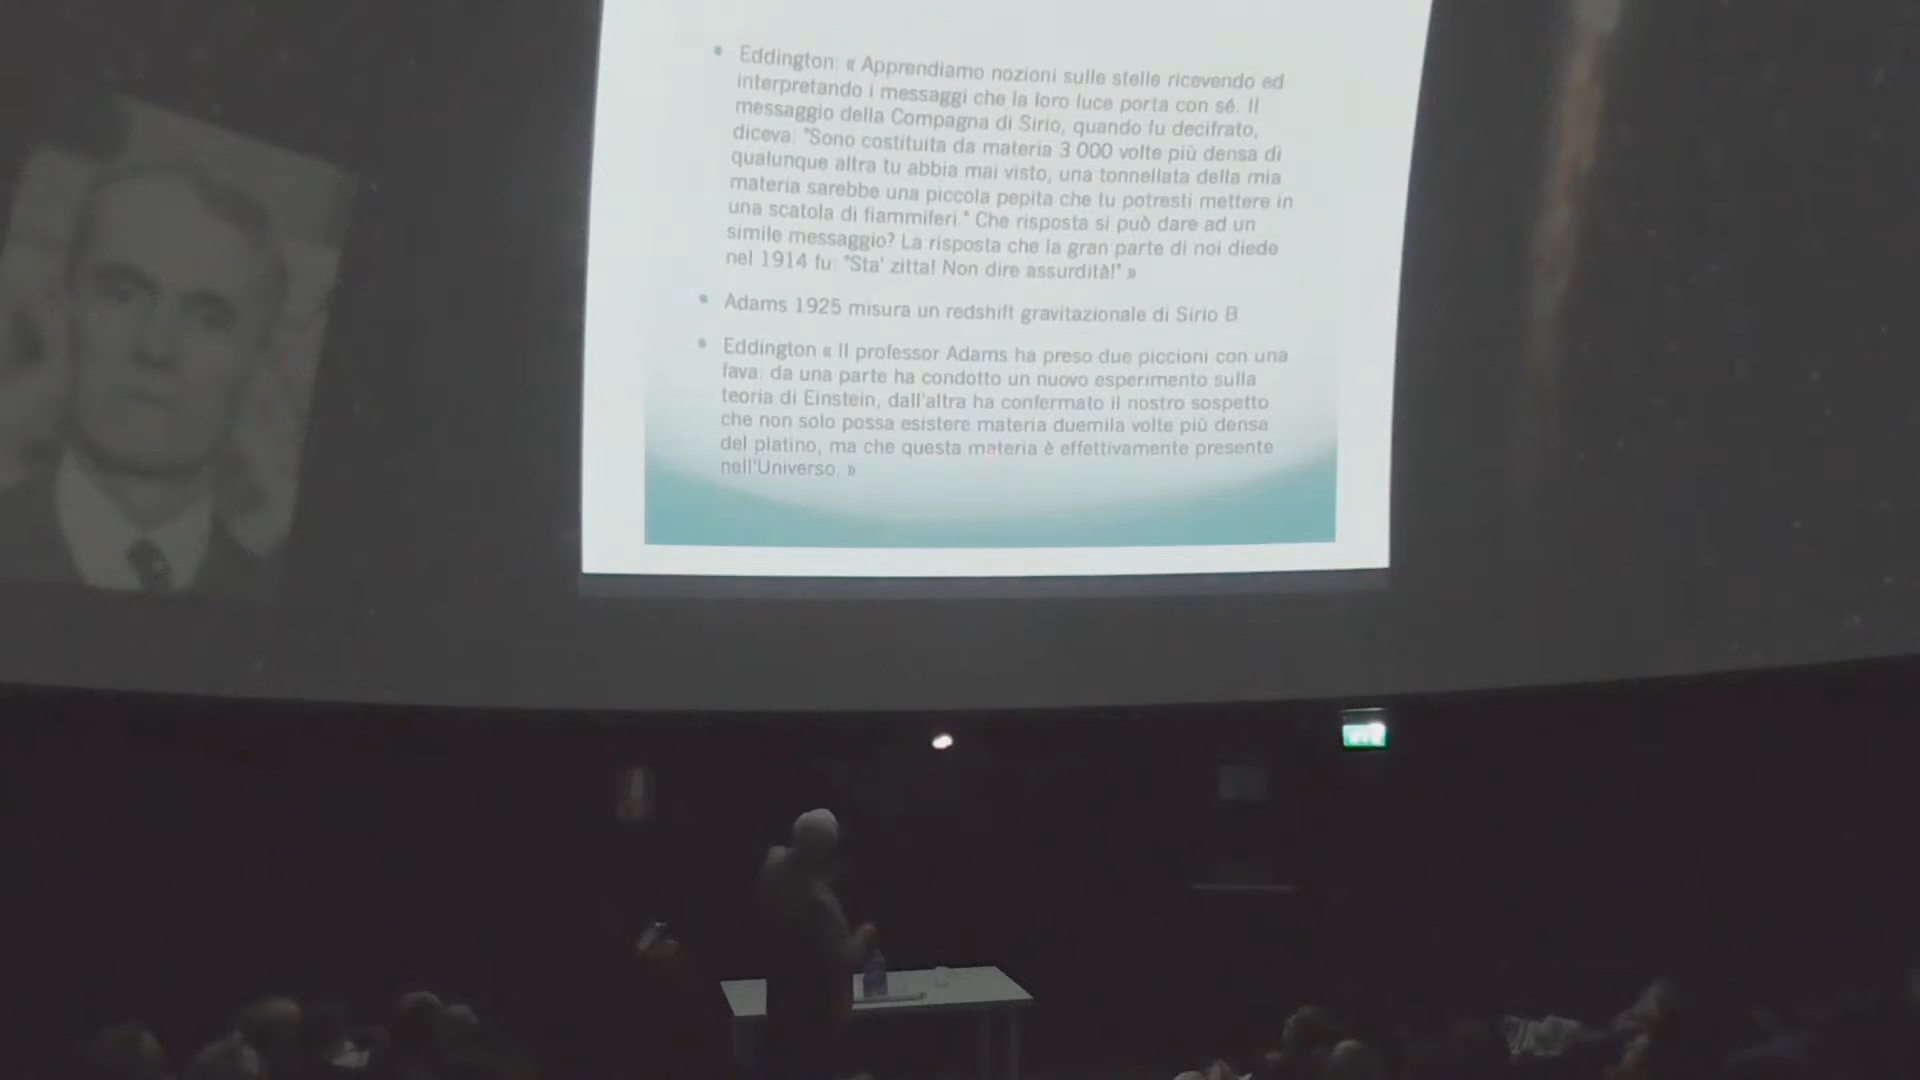 Eddington: « Apprendiamo nozioni sulle stelle ricevendo ed
interpretando i messaggi che la loro luce porta con sé. Il
messaggio della Compagna di Sirio, quando fu decifrato,
diceva: "Sono costituita da materia 3 000 volte più densa di
qualunque altra tu abbia mai visto, una tonnellata della mia
materia sarebbe una piccola pepita che tu potresti mettere in
una scatola di fiammiferi." Che risposta si può dare ad un
simile messaggio? La risposta che la gran parte di noi diede
nel 1914 fu: "Sta' zitta! Non dire assurdità!" »
Adams 1925 misura un redshift gravitazionale di Sirio B
Eddington « Il professor Adams ha preso due piccioni con una
fava: da una parte ha condotto un nuovo esperimento sulla
teoria di Einstein, dall'altra ha confermato il nostro sospetto
che non solo possa esistere materia duemila volte più densa
del platino, ma che questa materia è effettivamente presente
nell'Universo. »